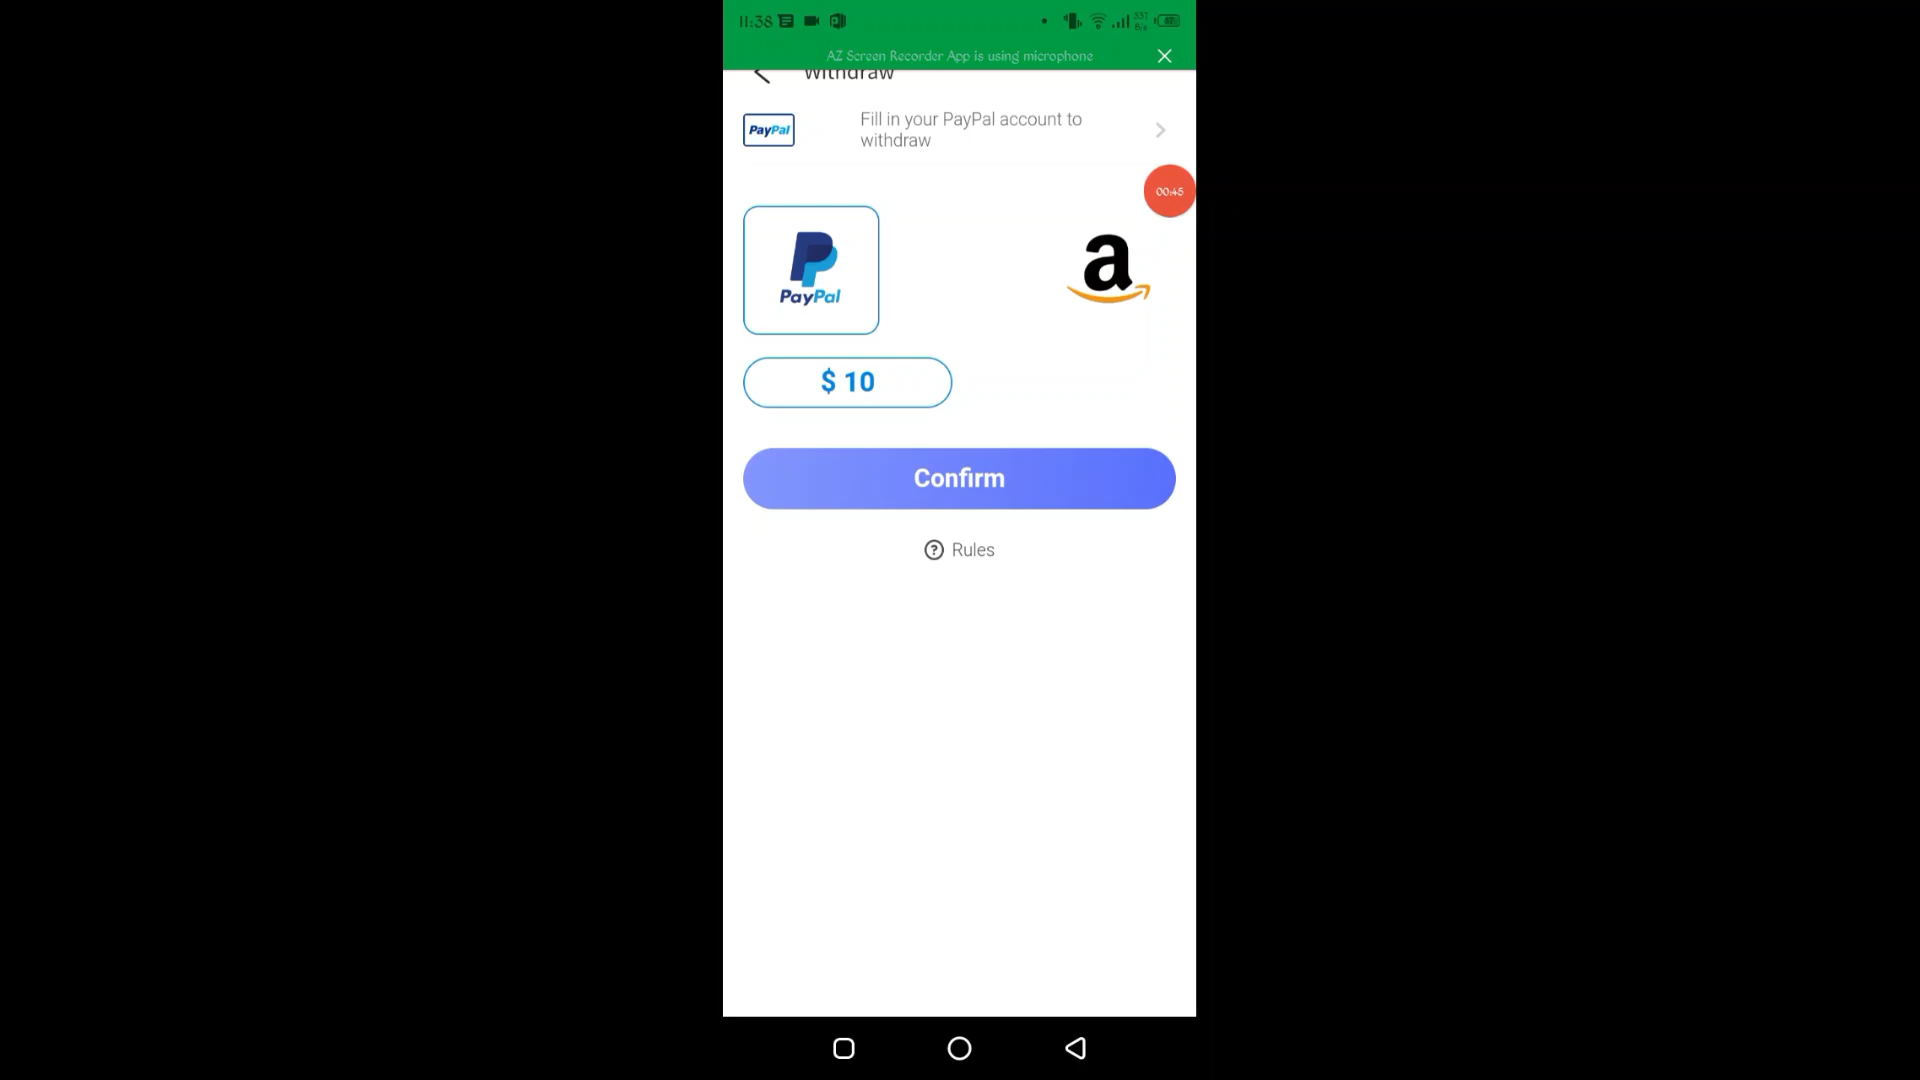 11:38
AZ Screen Recorder App is using microphone
Withdraw
PayPal
Fill in your PayPal account to
withdraw
00:45
PayPal
a
$ 10
Confirm
? Rules